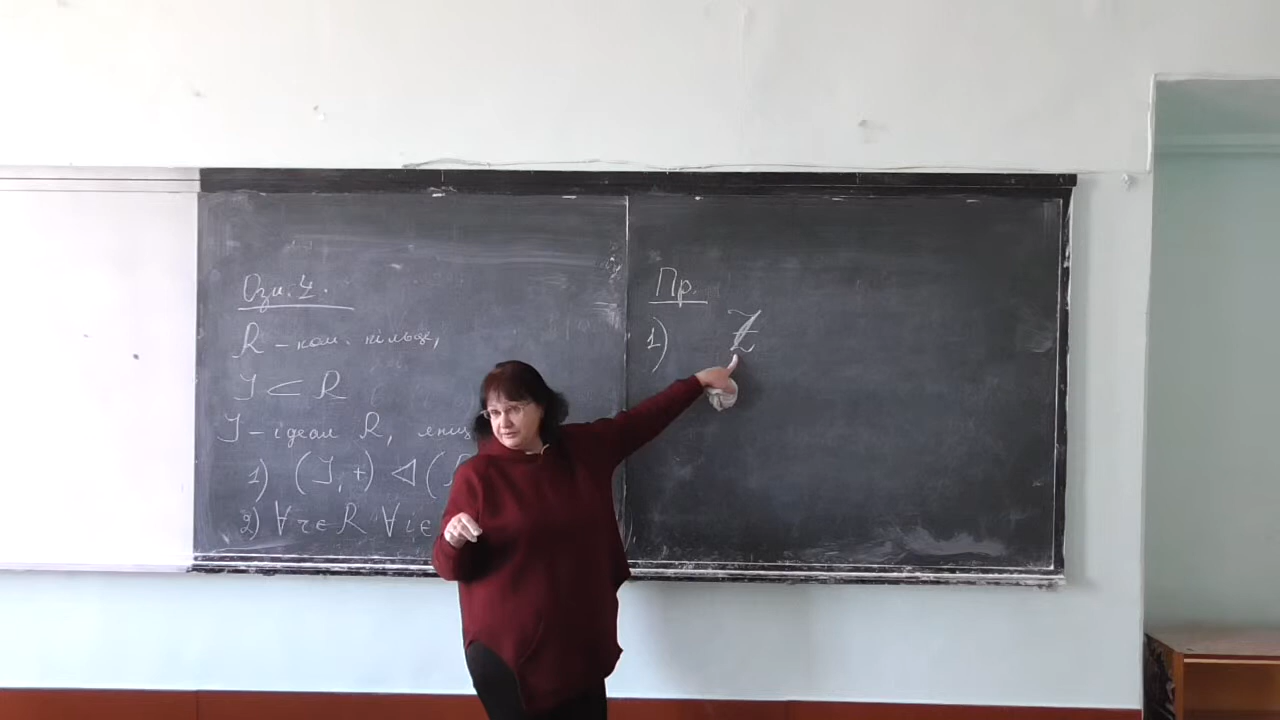 Озн. 4.
R – ком. кільце,
J ⊂ R
J – ідеал R, якщ
1) (J, +) ⊲ (
2) ∀ r ∈ R ∀ i ∈
Пр.
1) ℤ